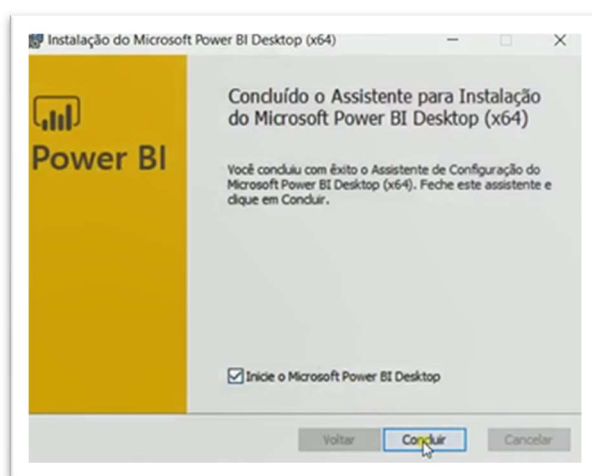 Instalação do Microsoft Power BI Desktop (x64)
Power BI
Concluído o Assistente para Instalação
do Microsoft Power BI Desktop (x64)
Você concluiu com êxito o Assistente de Configuração do
Microsoft Power BI Desktop (x64). Feche este assistente e
clique em Concluir.
Inicie o Microsoft Power BI Desktop
Voltar
Concluir
Cancelar